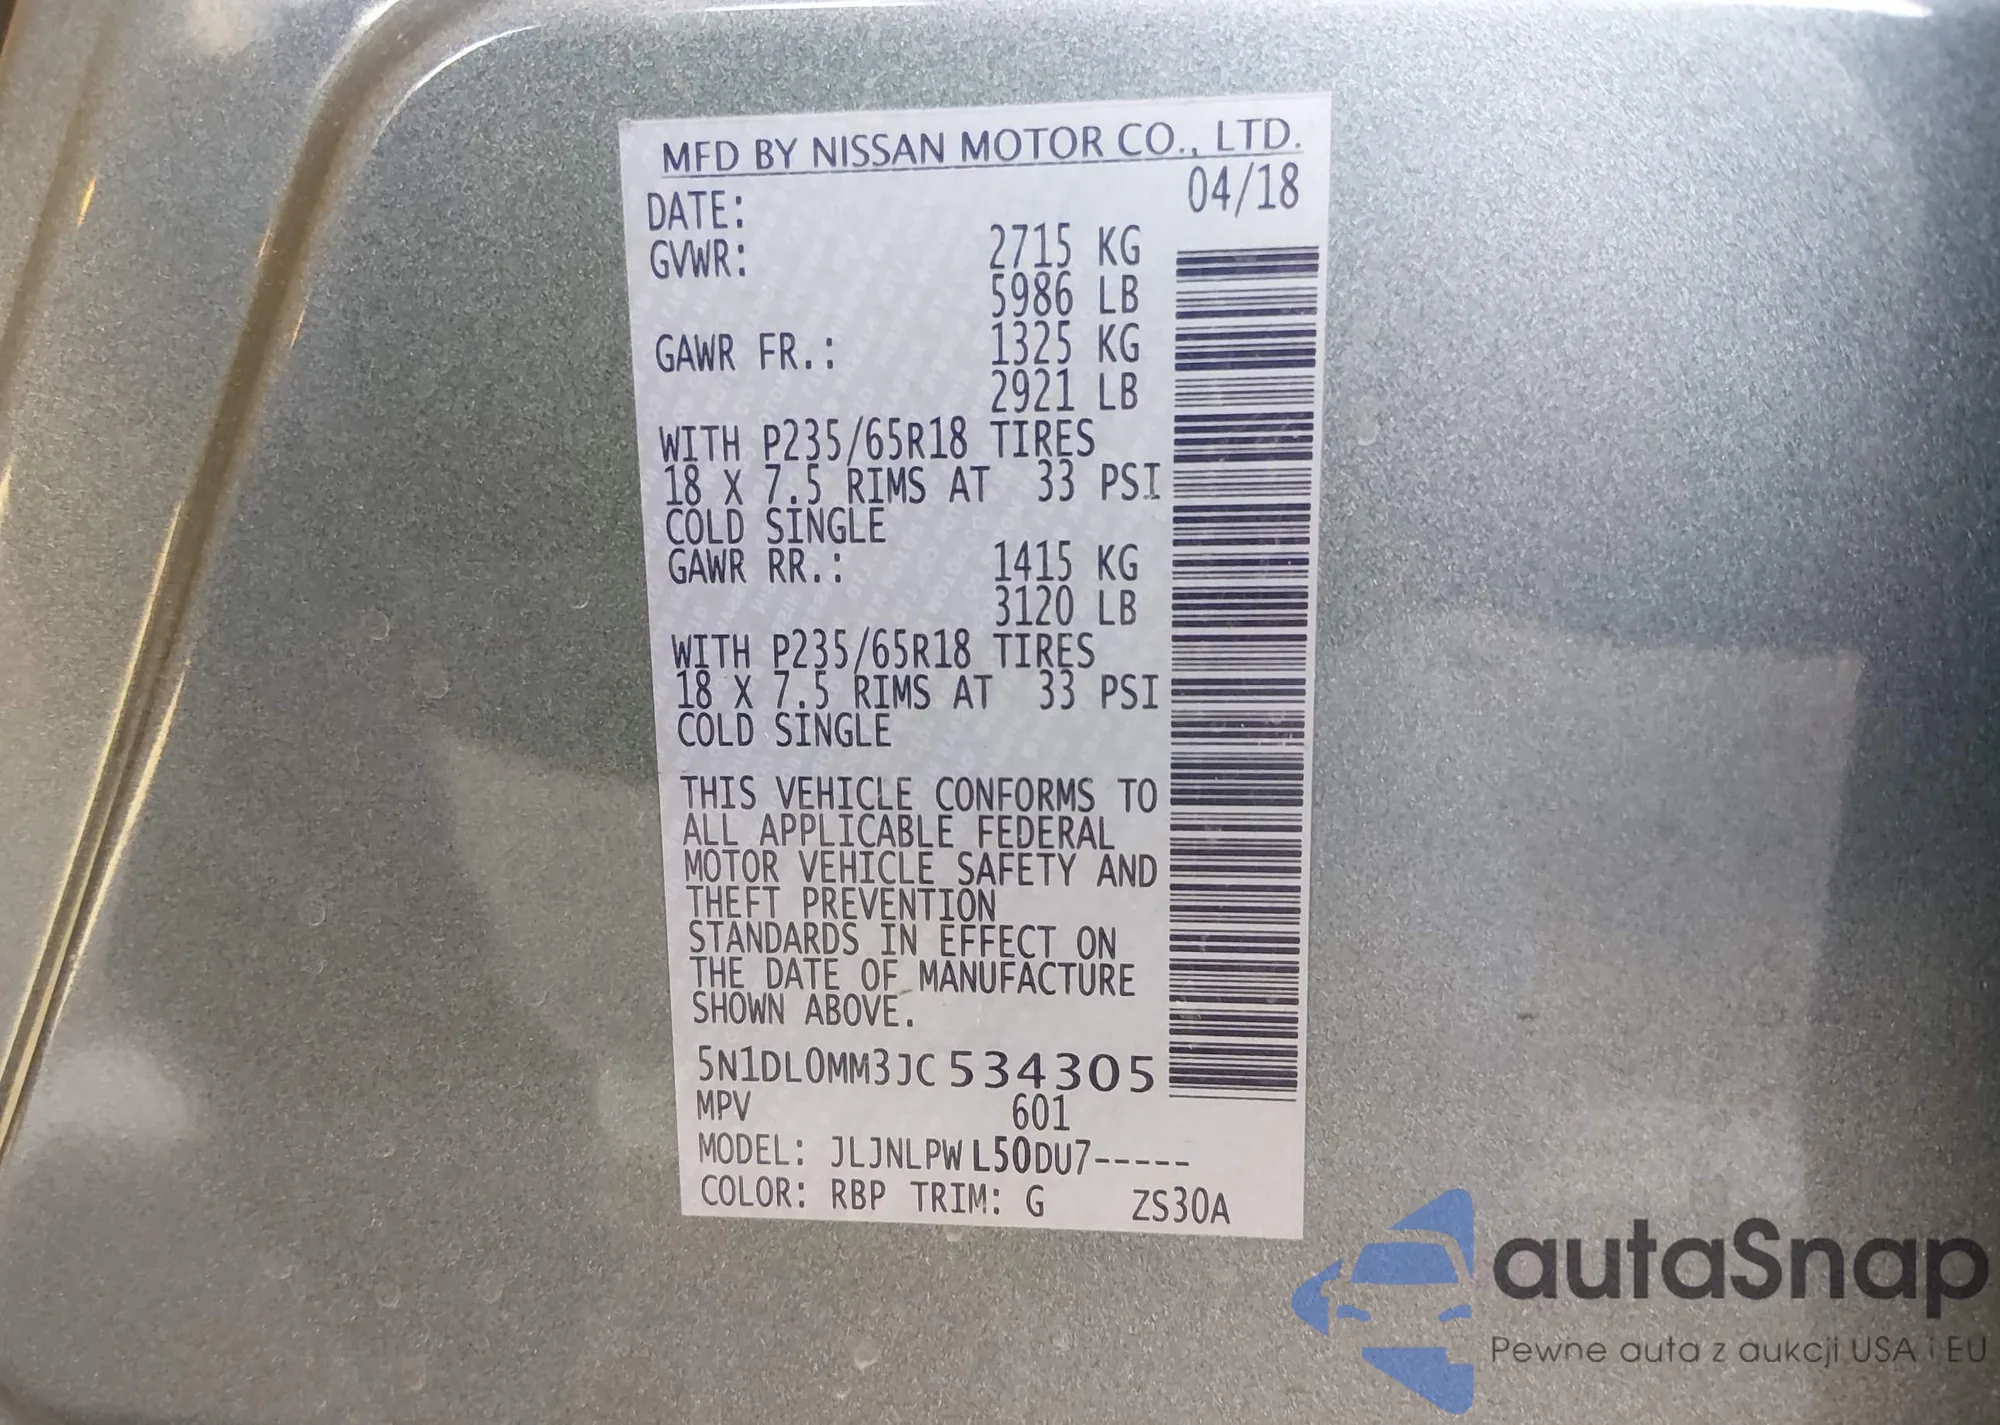 MFD BY NISSAN MOTOR CO., LTD.
DATE: 04/18
GVWR: 2715 KG
5986 LB
GAWR FR.: 1325 KG
2921 LB
WITH P235/65R18 TIRES
18 X 7.5 RIMS AT 33 PSI
COLD SINGLE
GAWR RR.: 1415 KG
3120 LB
WITH P235/65R18 TIRES
18 X 7.5 RIMS AT 33 PSI
COLD SINGLE
THIS VEHICLE CONFORMS TO
ALL APPLICABLE FEDERAL
MOTOR VEHICLE SAFETY AND
THEFT PREVENTION
STANDARDS IN EFFECT ON
THE DATE OF MANUFACTURE
SHOWN ABOVE.
5N1DL0MM3JC534305
MPV 601
MODEL: JLJNLPWL50DU7-----
COLOR: RBP TRIM: G ZS30A
autaSnap
Pewne auta z aukcji USA i EU